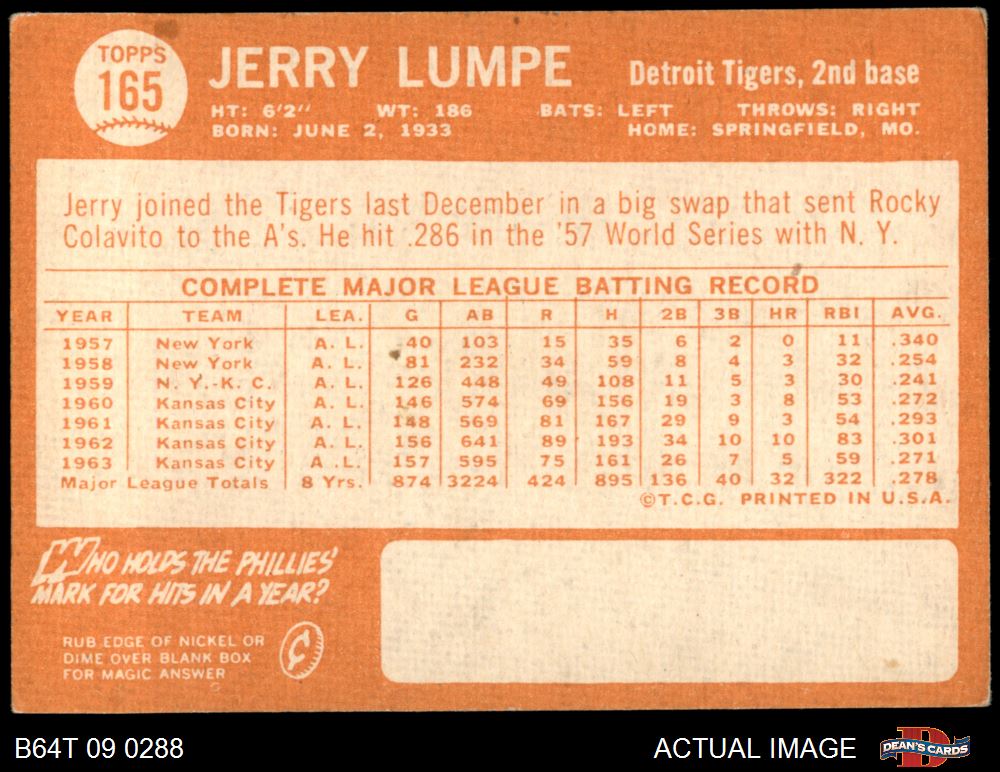 TOPPS
165
JERRY LUMPE
Detroit Tigers, 2nd base
HT: 6'2" WT: 186 BATS: LEFT THROWS: RIGHT
BORN: JUNE 2, 1933 HOME: SPRINGFIELD, MO.
Jerry joined the Tigers last December in a big swap that sent Rocky
Colavito to the A's. He hit .286 in the '57 World Series with N. Y.
COMPLETE MAJOR LEAGUE BATTING RECORD
YEAR TEAM LEA. G AB R H 2B 3B HR RBI AVG.
1957 New York A. L. 40 103 15 35 6 2 0 11 .340
1958 New York A. L. 81 232 34 59 8 4 3 32 .254
1959 N. Y.-K. C. A. L. 126 448 49 108 11 5 3 30 .241
1960 Kansas City A. L. 146 574 69 156 19 3 8 53 .272
1961 Kansas City A. L. 148 569 81 167 29 9 3 54 .293
1962 Kansas City A. L. 156 641 89 193 34 10 10 83 .301
1963 Kansas City A .L. 157 595 75 161 26 7 5 59 .271
Major League Totals 8 Yrs. 874 3224 424 895 136 40 32 322 .278
©T.C.G. PRINTED IN U.S.A.
WHO HOLDS THE PHILLIES'
MARK FOR HITS IN A YEAR?
RUB EDGE OF NICKEL OR
DIME OVER BLANK BOX
FOR MAGIC ANSWER
¢
B64T 09 0288
ACTUAL IMAGE
D
DEAN'S CARDS